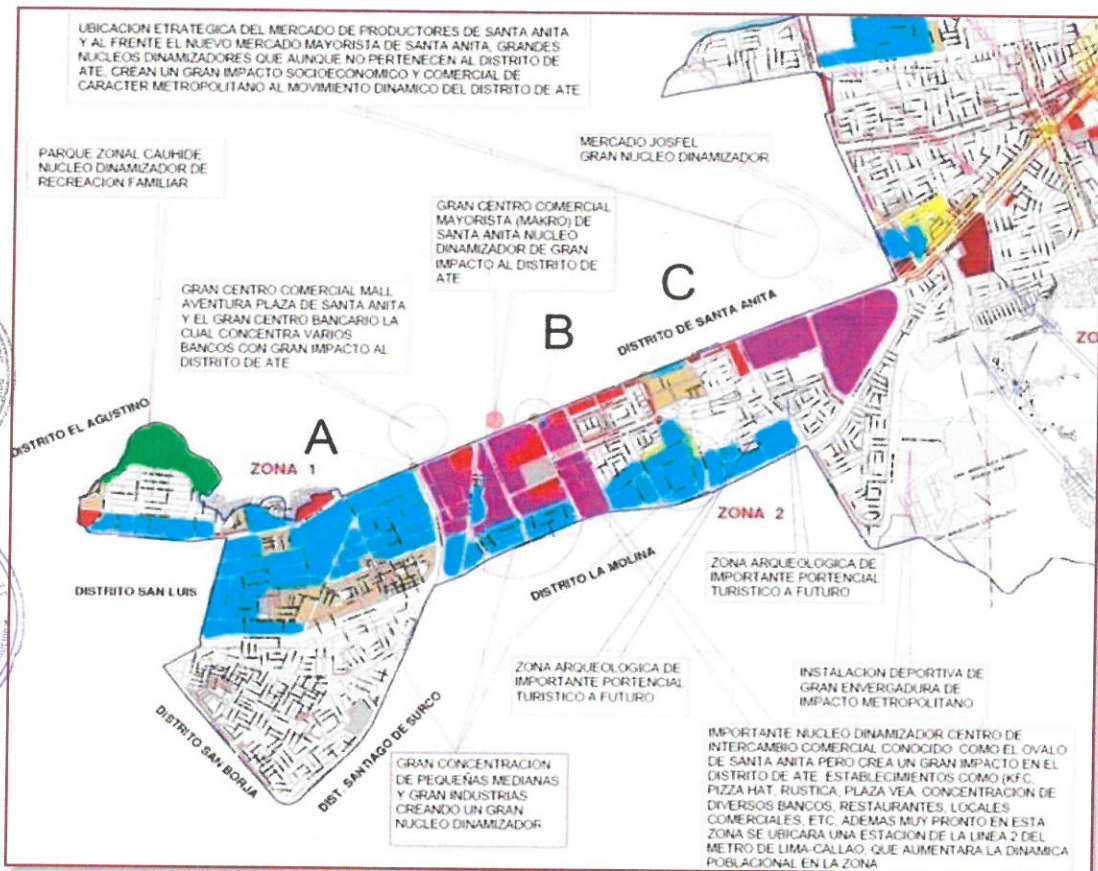 UBICACION ETRATEGICA DEL MERCADO DE PRODUCTORES DE SANTA ANITA
Y AL FRENTE EL NUEVO MERCADO MAYORISTA DE SANTA ANITA, GRANDES
NUCLEOS DINAMIZADORES QUE AUNQUE NO PERTENECEN AL DISTRITO DE
ATE, CREAN UN GRAN IMPACTO SOCIOECONOMICO Y COMERCIAL DE
CARACTER METROPOLITANO AL MOVIMIENTO DINAMICO DEL DISTRITO DE ATE
PARQUE ZONAL CAUHIDE
NUCLEO DINAMIZADOR DE
RECREACION FAMILIAR
MERCADO JOSFEL
GRAN NUCLEO DINAMIZADOR
GRAN CENTRO COMERCIAL
MAYORISTA (MAKRO) DE
SANTA ANITA NUCLEO
DINAMIZADOR DE GRAN
IMPACTO AL DISTRITO DE
ATE
GRAN CENTRO COMERCIAL MALL
AVENTURA PLAZA DE SANTA ANITA
Y EL GRAN CENTRO BANCARIO LA
CUAL CONCENTRA VARIOS
BANCOS CON GRAN IMPACTO AL
DISTRITO DE ATE
C
B
A
DISTRITO DE SANTA ANITA
ZO
DISTRITO EL AGUSTINO
ZONA 1
ZONA 2
DISTRITO SAN LUIS
DISTRITO LA MOLINA
ZONA ARQUEOLOGICA DE
IMPORTANTE PORTENCIAL
TURISTICO A FUTURO
ZONA ARQUEOLOGICA DE
IMPORTANTE PORTENCIAL
TURISTICO A FUTURO
INSTALACION DEPORTIVA DE
GRAN ENVERGADURA DE
IMPACTO METROPOLITANO
DISTRITO SAN BORJA
DIST. SANTIAGO DE SURCO
GRAN CONCENTRACION
DE PEQUEÑAS MEDIANAS
Y GRAN INDUSTRIAS
CREANDO UN GRAN
NUCLEO DINAMIZADOR
IMPORTANTE NUCLEO DINAMIZADOR CENTRO DE
INTERCAMBIO COMERCIAL CONOCIDO COMO EL OVALO
DE SANTA ANITA PERO CREA UN GRAN IMPACTO EN EL
DISTRITO DE ATE ESTABLECIMIENTOS COMO (KFC,
PIZZA HAT, RUSTICA, PLAZA VEA, CONCENTRACION DE
DIVERSOS BANCOS, RESTAURANTES, LOCALES
COMERCIALES, ETC, ADEMAS MUY PRONTO EN ESTA
ZONA SE UBICARA UNA ESTACION DE LA LINEA 2 DEL
METRO DE LIMA-CALLAO, QUE AUMENTARA LA DINAMICA
POBLACIONAL EN LA ZONA